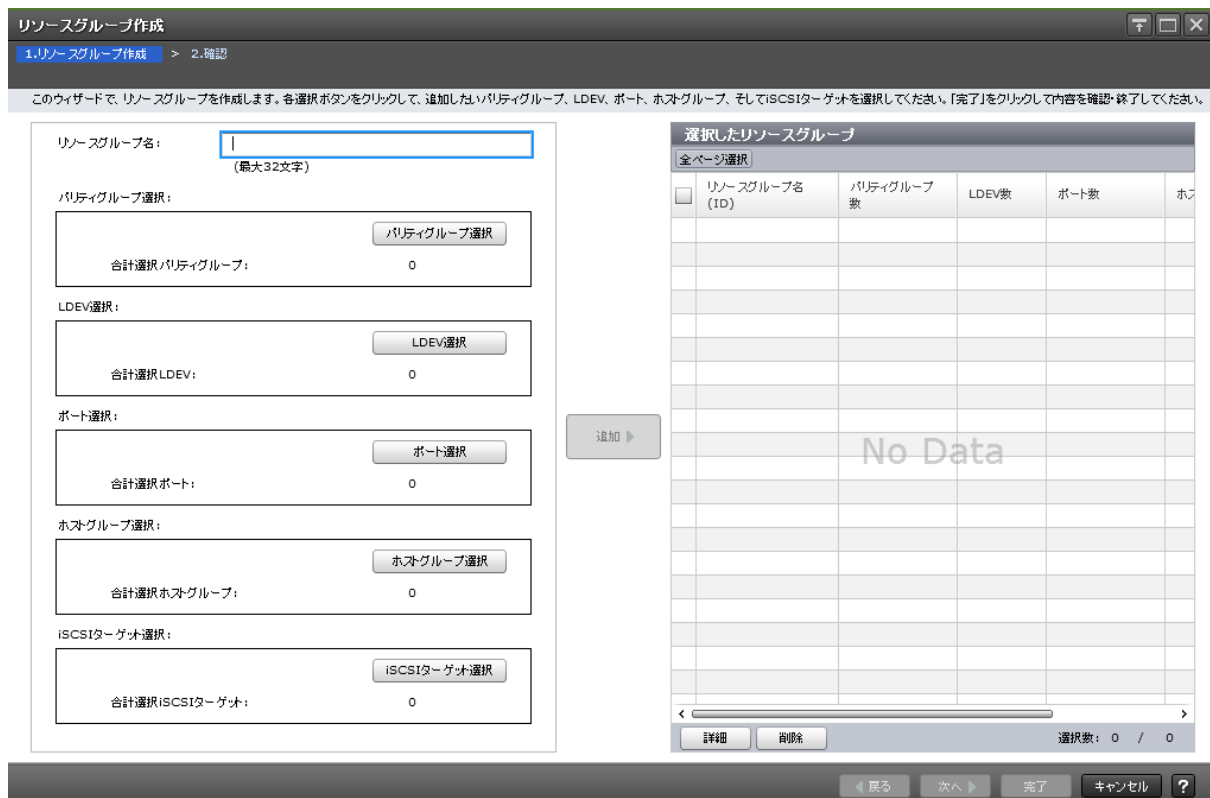 リソースグループ作成
1.リソースグループ作成 > 2.確認
このウィザードで、リソースグループを作成します。各選択ボタンをクリックして、追加したいパリティグループ、LDEV、ポート、ホストグループ、そしてiSCSIターゲットを選択してください。「完了」をクリックして内容を確認・終了してください。
リソースグループ名:
(最大32文字)
パリティグループ選択:
パリティグループ選択
合計選択パリティグループ: 0
LDEV選択:
LDEV選択
合計選択LDEV: 0
ポート選択:
ポート選択
合計選択ポート: 0
ホストグループ選択:
ホストグループ選択
合計選択ホストグループ: 0
iSCSIターゲット選択:
iSCSIターゲット選択
合計選択iSCSIターゲット: 0
追加
選択したリソースグループ
全ページ選択
リソースグループ名 (ID) パリティグループ数 LDEV数 ポート数 ホス
No Data
詳細 削除 選択数: 0 / 0
戻る 次へ 完了 キャンセル ?